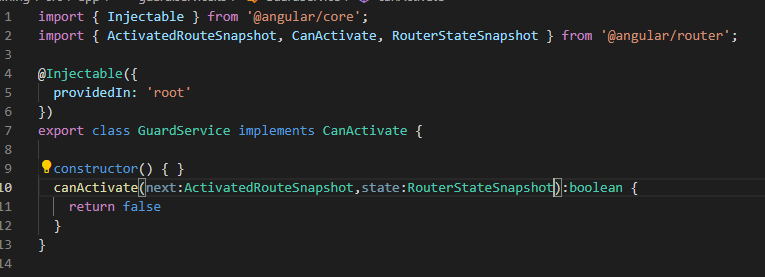 1 import { Injectable } from '@angular/core';
2 import { ActivatedRouteSnapshot, CanActivate, RouterStateSnapshot } from '@angular/router';
3
4 @Injectable({
5   providedIn: 'root'
6 })
7 export class GuardService implements CanActivate {
8
9   constructor() { }
10   canActivate(next:ActivatedRouteSnapshot,state:RouterStateSnapshot):boolean {
11     return false
12   }
13 }
14